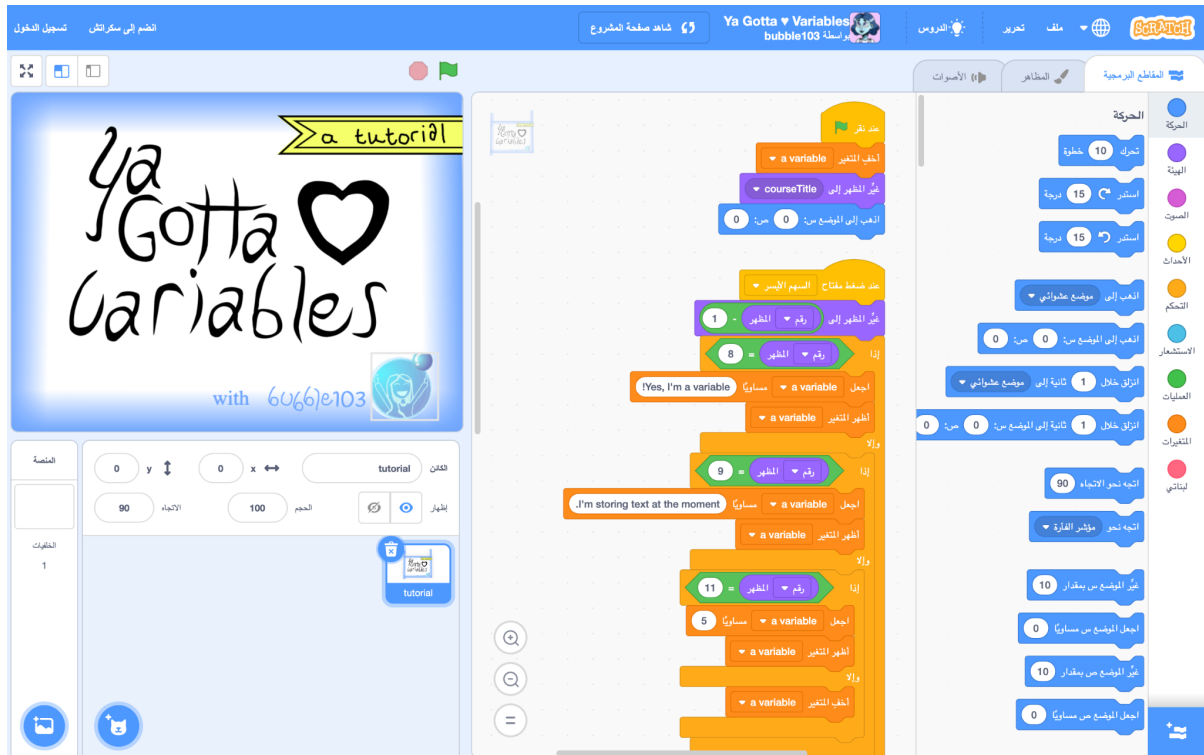 SCRATCH
ملف
تحرير
الدروس
Ya Gotta ♥ Variables
بواسطة bubble103
شاهد صفحة المشروع
انضم إلى سكراتش
تسجيل الدخول
المقاطع البرمجية
المظاهر
الأصوات
الحركة
الهيئة
الصوت
الأحداث
التحكم
الاستشعار
العمليات
المتغيرات
لبناتي
الحركة
تحرك 10 خطوة
استدر 15 درجة
استدر 15 درجة
اذهب إلى موضع عشوائي
اذهب إلى الموضع س: 0 ص: 0
انزلق خلال 1 ثانية إلى موضع عشوائي
انزلق خلال 1 ثانية إلى الموضع س: 0 ص: 0
اتجه نحو الاتجاه 90
اتجه نحو مؤشر الفأرة
غيِّر الموضع س بمقدار 10
اجعل الموضع س مساويًا 0
غيِّر الموضع ص بمقدار 10
اجعل الموضع ص مساويًا 0
عند نقر
أخفِ المتغير a variable
غيِّر المظهر إلى courseTitle
اذهب إلى الموضع س: 0 ص: 0
عند ضغط مفتاح السهم الأيسر
غيِّر المظهر إلى رقم المظهر - 1
إذا رقم المظهر = 8
اجعل a variable مساويًا Yes, I'm a variable!
أظهر المتغير a variable
وإلا
إذا رقم المظهر = 9
اجعل a variable مساويًا I'm storing text at the moment.
أظهر المتغير a variable
وإلا
إذا رقم المظهر = 11
اجعل a variable مساويًا 5
أظهر المتغير a variable
وإلا
أخفِ المتغير a variable
a tutorial
Ya
Gotta ♥
Variables
with bubble103
الكائن tutorial x 0 y 0
إظهار الحجم 100 الاتجاه 90
tutorial
المنصة
الخلفيات
1